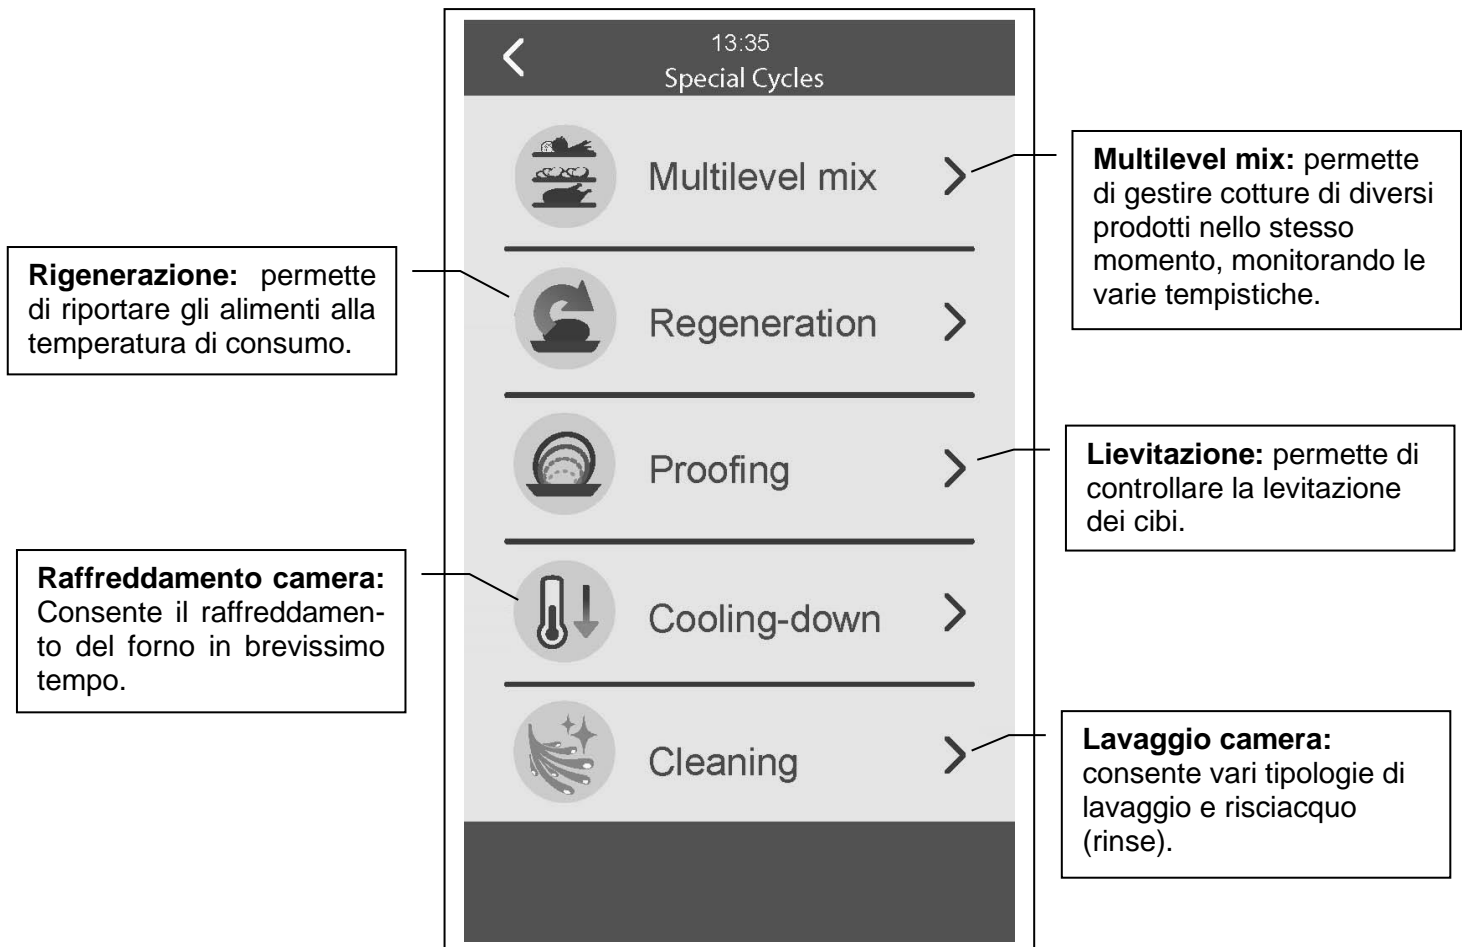 13:35
Special Cycles
Multilevel mix
Regeneration
Proofing
Cooling-down
Cleaning
Rigenerazione: permette
di riportare gli alimenti alla
temperatura di consumo.
Raffreddamento camera:
Consente il raffreddamen-
to del forno in brevissimo
tempo.
Multilevel mix: permette
di gestire cotture di diversi
prodotti nello stesso
momento, monitorando le
varie tempistiche.
Lievitazione: permette di
controllare la levitazione
dei cibi.
Lavaggio camera:
consente vari tipologie di
lavaggio e risciacquo
(rinse).